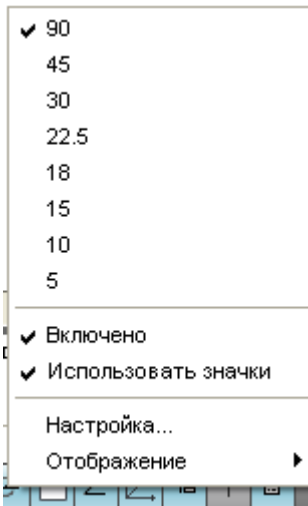 90
45
30
22.5
18
15
10
5
Включено
Использовать значки
Настройка...
Отображение